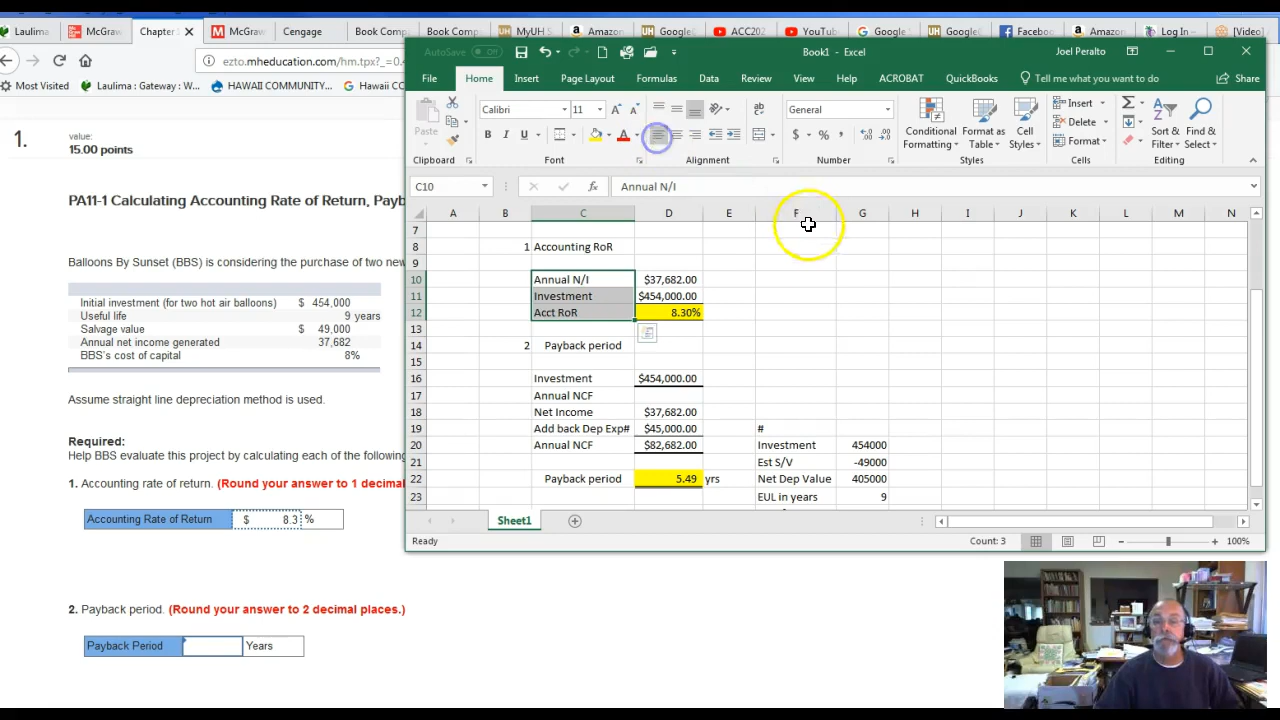 Laulima
McGraw
Chapter
McGraw
Cengage
Book Comp
Book Comp
MyUH
Amazon
Google
ACC202
YouTu
Google
Google
Facebo
Amazon
Log In
[Video]
ezto.mheducation.com/hm.tpx?_=0.4
Most Visited
Laulima : Gateway : W...
HAWAII COMMUNITY...
Hawaii CC
AutoSave
Off
Book1 - Excel
Joel Peralto
File
Home
Insert
Page Layout
Formulas
Data
Review
View
Help
ACROBAT
QuickBooks
Tell me what you want to do
Share
Paste
Calibri
11
B I U
General
$ % ,
Conditional Formatting
Format as Table
Cell Styles
Insert
Delete
Format
Sort & Filter
Find & Select
Clipboard
Font
Alignment
Number
Styles
Cells
Editing
C10
fx
Annual N/I
A B C D E F G H I J K L M N
7
8 1 Accounting RoR
9
10 Annual N/I $37,682.00
11 Investment $454,000.00
12 Acct RoR 8.30%
13
14 2 Payback period
15
16 Investment $454,000.00
17 Annual NCF
18 Net Income $37,682.00
19 Add back Dep Exp# $45,000.00 #
20 Annual NCF $82,682.00 Investment 454000
21 Est S/V -49000
22 Payback period 5.49 yrs Net Dep Value 405000
23 EUL in years 9
Sheet1
Ready
Count: 3
100%
1.
value:
15.00 points
PA11-1 Calculating Accounting Rate of Return, Payb
Balloons By Sunset (BBS) is considering the purchase of two new
Initial investment (for two hot air balloons) $ 454,000
Useful life 9 years
Salvage value $ 49,000
Annual net income generated 37,682
BBS's cost of capital 8%
Assume straight line depreciation method is used.
Required:
Help BBS evaluate this project by calculating each of the following
1. Accounting rate of return. (Round your answer to 1 decimal
Accounting Rate of Return $ 8.3 %
2. Payback period. (Round your answer to 2 decimal places.)
Payback Period Years